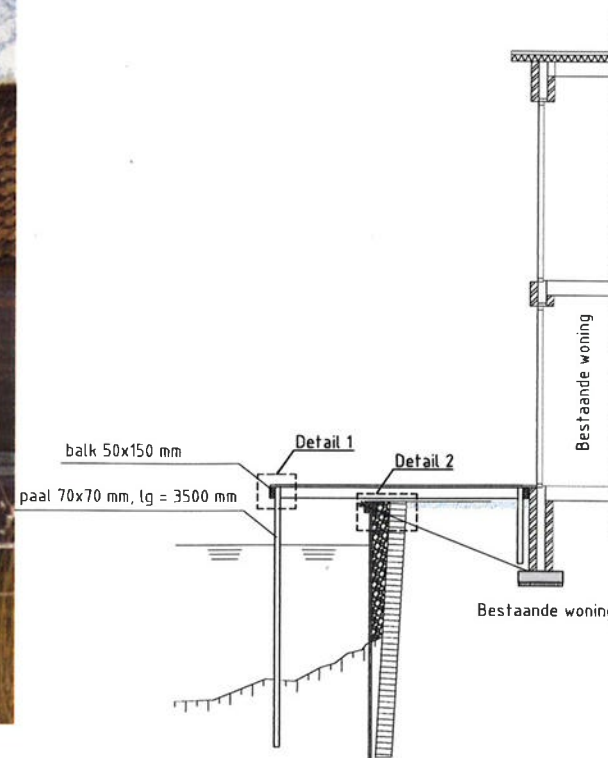 Bestaande woning
Detail 1
balk 50x150 mm
Detail 2
paal 70x70 mm, lg = 3500 mm
Bestaande woning